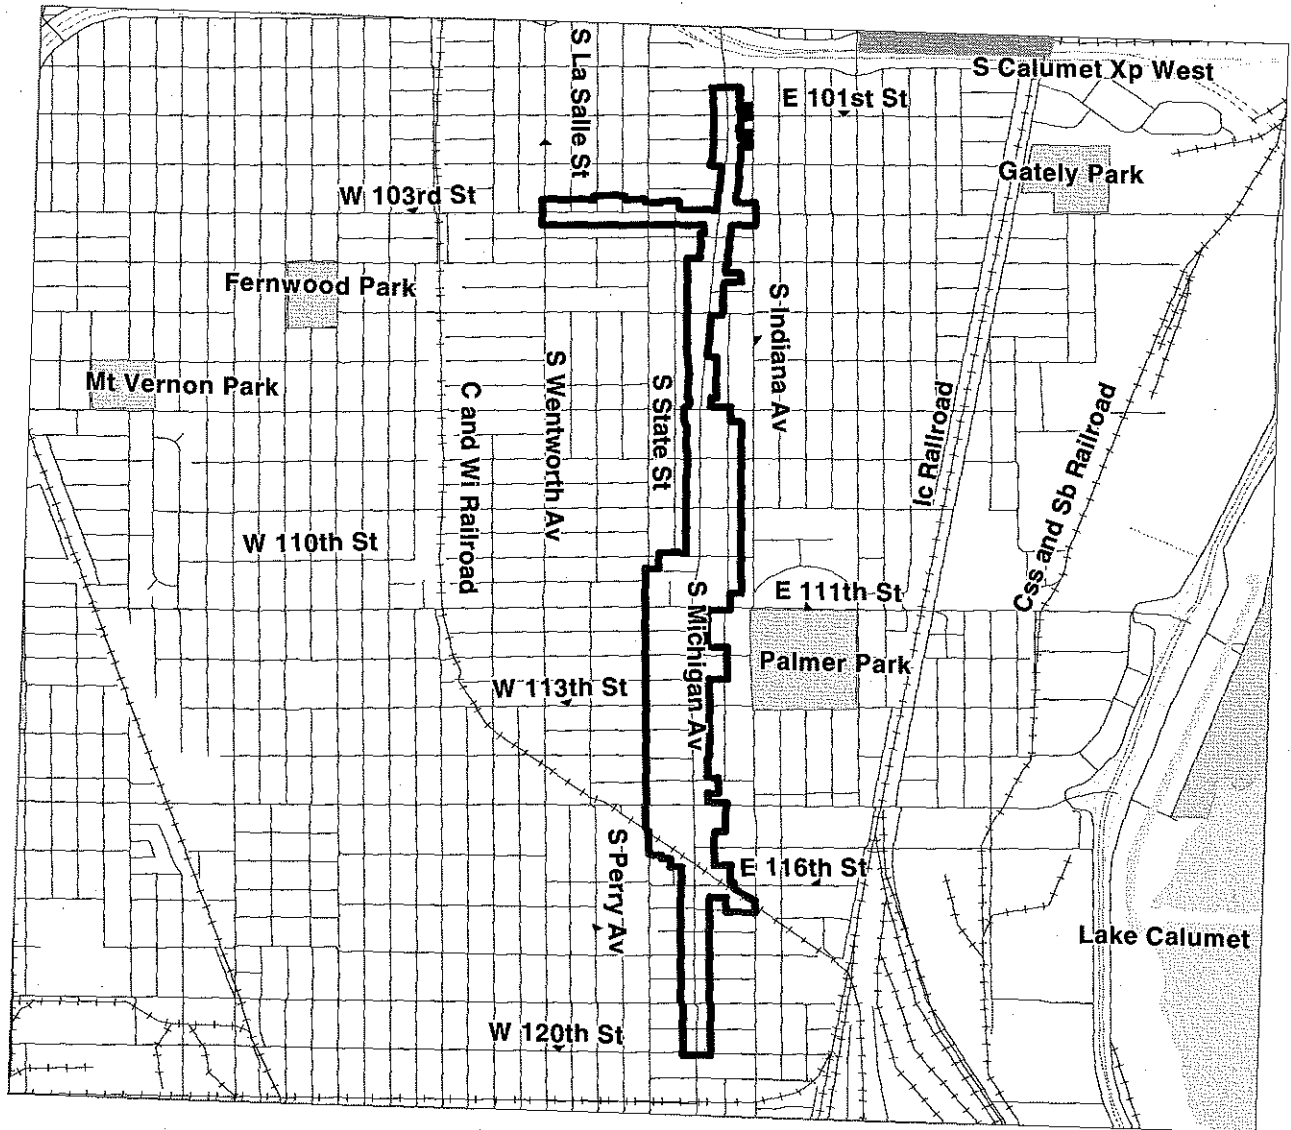 S La Salle St
S Calumet Xp West
E 101st St
Gately Park
W 103rd St
Fernwood Park
S Indiana Av
Mt Vernon Park
S Wentworth Av
S State St
C and Wi Railroad
Ic Railroad
Css and Sb Railroad
W 110th St
S Michigan Av
E 111th St
Palmer Park
W 113th St
S Perry Av
E 116th St
Lake Calumet
W 120th St